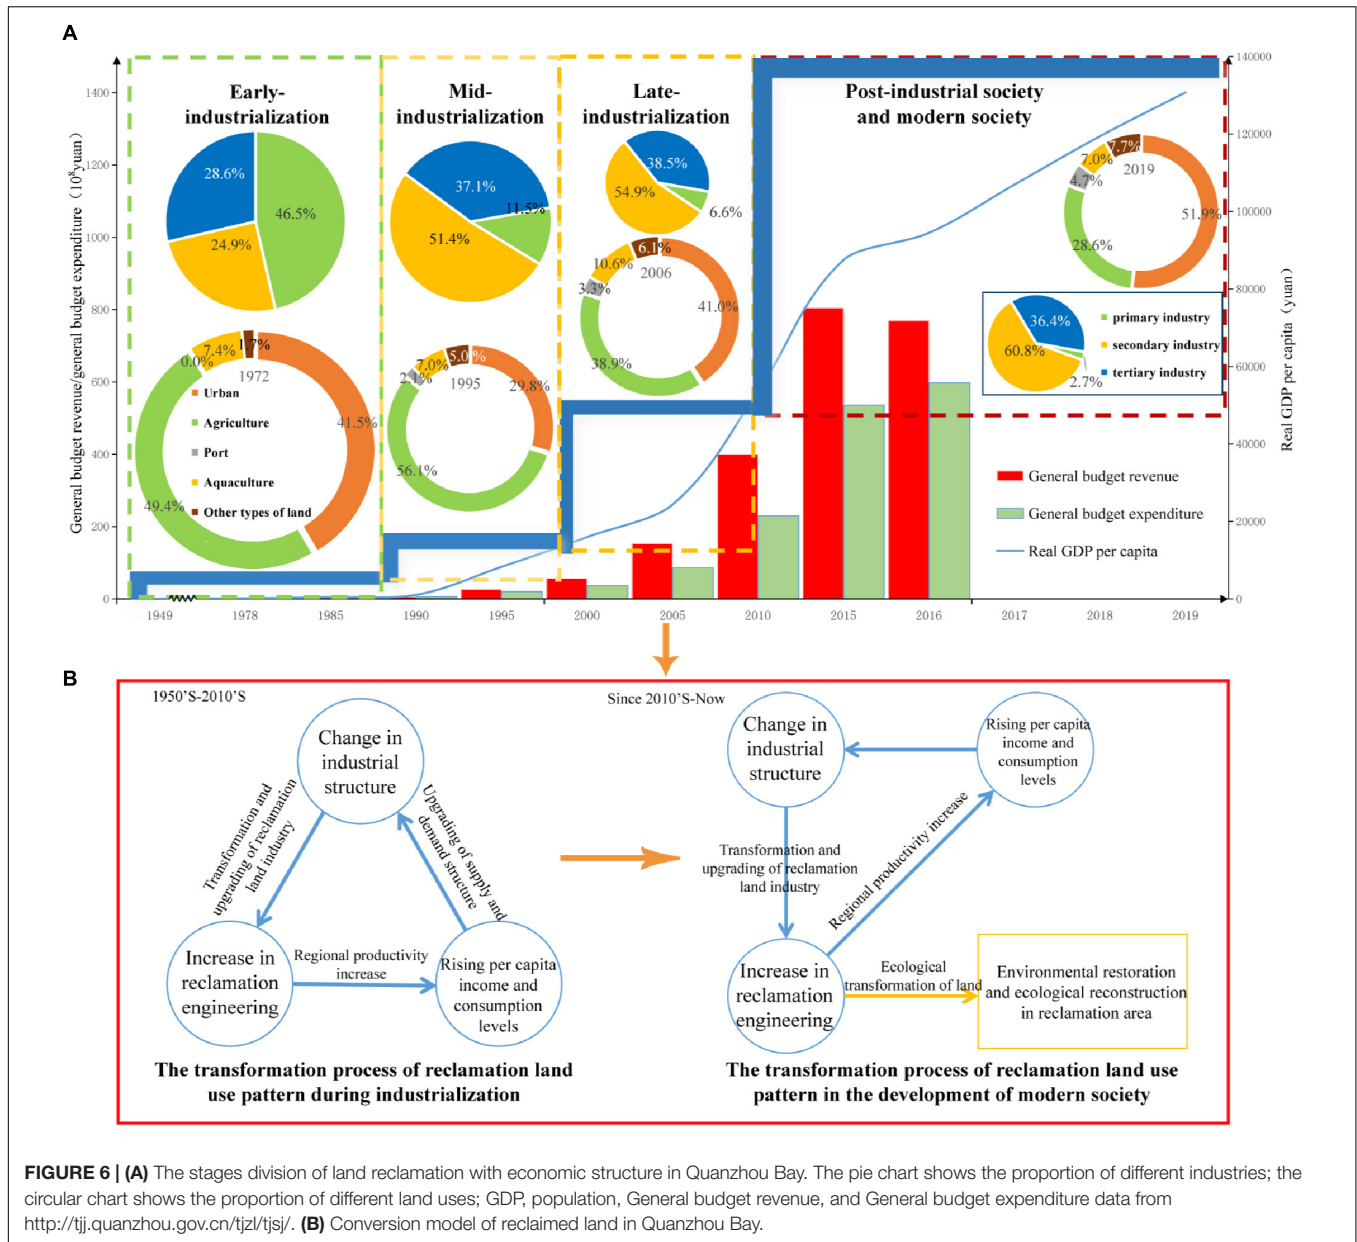 A
Early-
industrialization
Mid-
industrialization
Late-
industrialization
Post-industrial society
and modern society
General budget revenue/general budget expenditure（10⁸yuan）
1400
1200
1000
800
600
400
200
0
140000
120000
100000
80000
60000
40000
20000
0
Real GDP per capita（yuan）
28.6%
46.5%
24.9%
37.1%
11.5%
51.4%
38.5%
54.9%
6.6%
1.7%
7.4%
0.0%
1972
41.5%
49.4%
Urban
Agriculture
Port
Aquaculture
Other types of land
5.0%
7.0%
2.1%
1995
29.8%
56.1%
6.1%
10.6%
2006
3.3%
41.0%
38.9%
7.7%
7.0%
2019
4.7%
51.9%
28.6%
36.4%
60.8%
2.7%
primary industry
secondary industry
tertiary industry
General budget revenue
General budget expenditure
Real GDP per capita
1949
1978
1985
1990
1995
2000
2005
2010
2015
2016
2017
2018
2019
B
1950'S-2010'S
Change in
industrial
structure
Transformation and
upgrading of reclamation
land industry
Upgrading of supply and
demand structure
Increase in
reclamation
engineering
Regional productivity
increase
Rising per capita
income and
consumption
levels
The transformation process of reclamation land
use pattern during industrialization
Since 2010'S-Now
Change in
industrial
structure
Rising per capita
income and
consumption
levels
Transformation and
upgrading of reclamation
land industry
Regional productivity increase
Increase in
reclamation
engineering
Ecological
transformation of land
Environmental restoration
and ecological reconstruction
in reclamation area
The transformation process of reclamation land use
pattern in the development of modern society
FIGURE 6 | (A) The stages division of land reclamation with economic structure in Quanzhou Bay. The pie chart shows the proportion of different industries; the
circular chart shows the proportion of different land uses; GDP, population, General budget revenue, and General budget expenditure data from
http://tjj.quanzhou.gov.cn/tjzl/tjsj/. (B) Conversion model of reclaimed land in Quanzhou Bay.